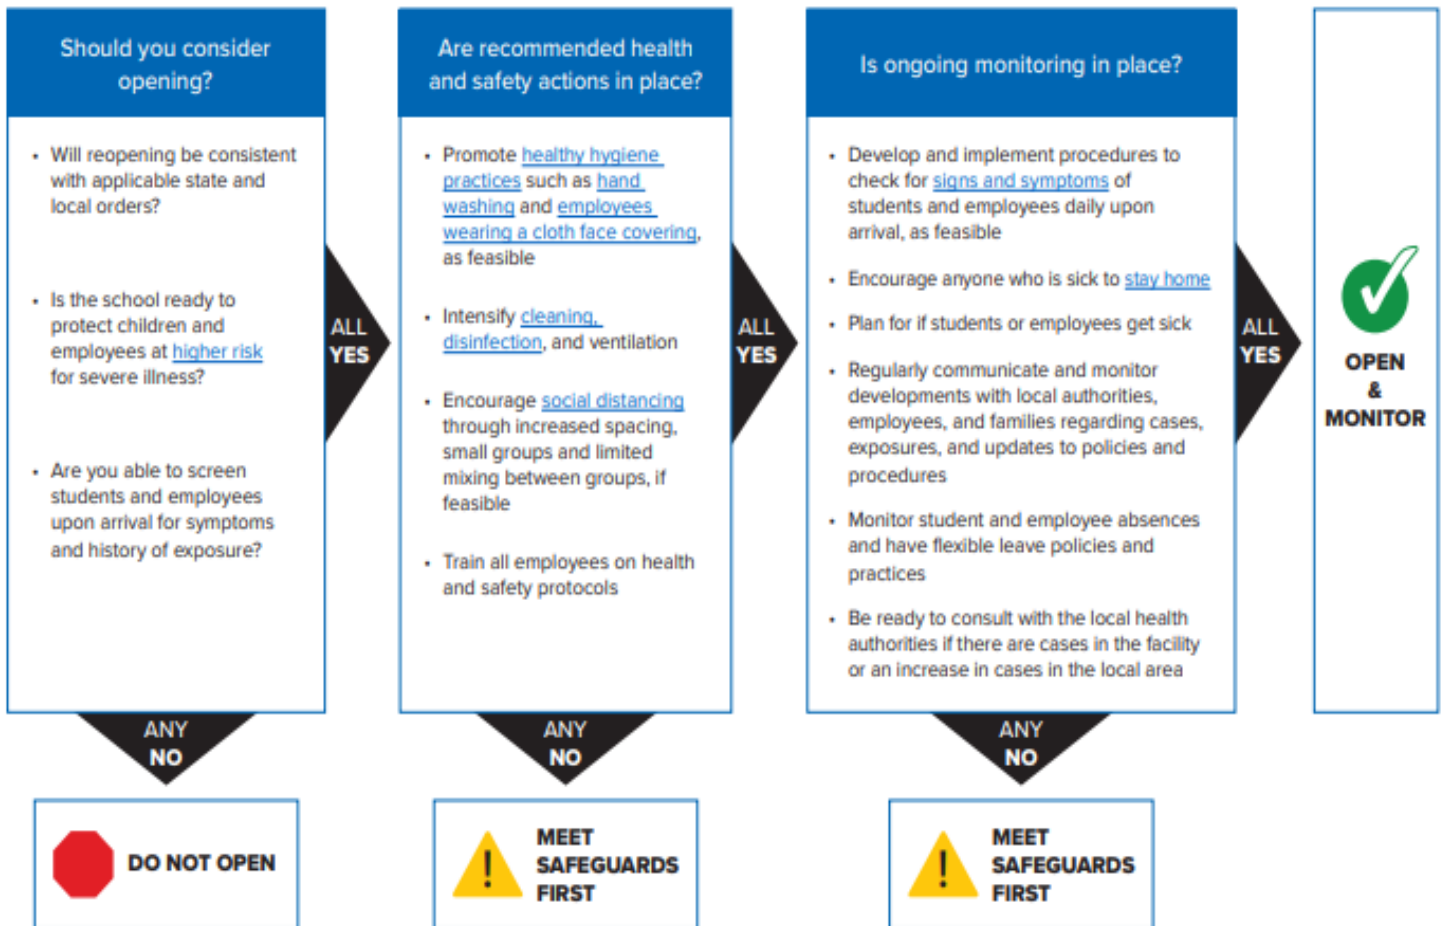 Should you consider
opening?
• Will reopening be consistent
with applicable state and
local orders?
• Is the school ready to
protect children and
employees at higher risk
for severe illness?
• Are you able to screen
students and employees
upon arrival for symptoms
and history of exposure?
ALL
YES
ANY
NO
DO NOT OPEN
Are recommended health
and safety actions in place?
• Promote healthy hygiene
practices such as hand
washing and employees
wearing a cloth face covering,
as feasible
• Intensify cleaning,
disinfection, and ventilation
• Encourage social distancing
through increased spacing,
small groups and limited
mixing between groups, if
feasible
• Train all employees on health
and safety protocols
ALL
YES
ANY
NO
MEET
SAFEGUARDS
FIRST
Is ongoing monitoring in place?
• Develop and implement procedures to
check for signs and symptoms of
students and employees daily upon
arrival, as feasible
• Encourage anyone who is sick to stay home
• Plan for if students or employees get sick
• Regularly communicate and monitor
developments with local authorities,
employees, and families regarding cases,
exposures, and updates to policies and
procedures
• Monitor student and employee absences
and have flexible leave policies and
practices
• Be ready to consult with the local health
authorities if there are cases in the facility
or an increase in cases in the local area
ALL
YES
ANY
NO
MEET
SAFEGUARDS
FIRST
OPEN
&
MONITOR